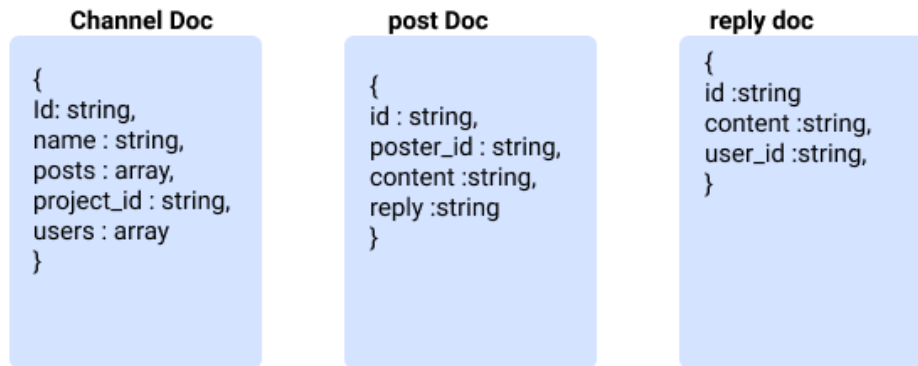 Channel Doc
{
Id: string,
name : string,
posts : array,
project_id : string,
users : array
}
post Doc
{
id : string,
poster_id : string,
content :string,
reply :string
}
reply doc
{
id :string
content :string,
user_id :string,
}